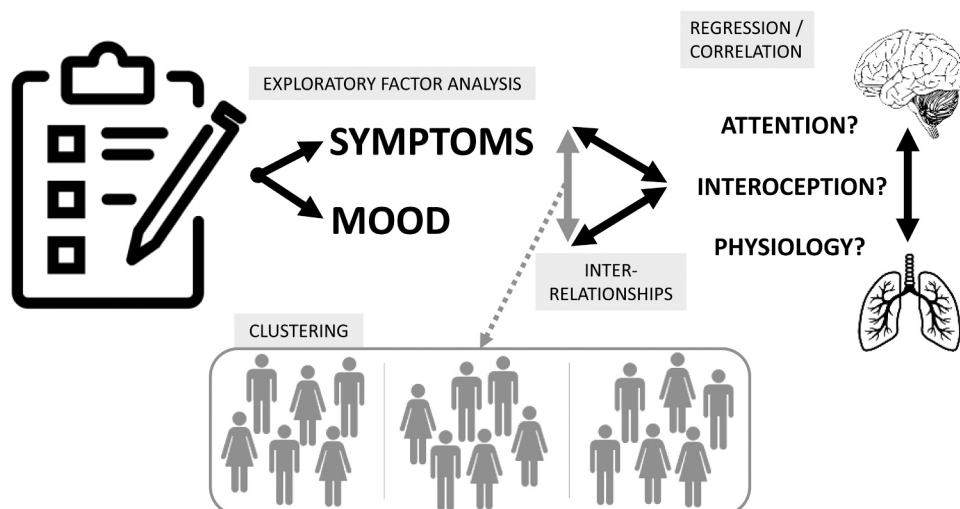 REGRESSION /
CORRELATION
EXPLORATORY FACTOR ANALYSIS
SYMPTOMS
MOOD
ATTENTION?
INTEROCEPTION?
PHYSIOLOGY?
INTER-
RELATIONSHIPS
CLUSTERING